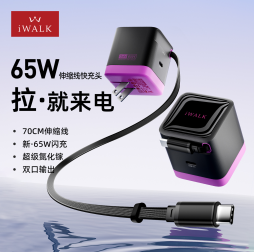 iWALK
65W 伸缩线快充头
拉·就来电
• 70CM伸缩线
• 新·65W闪充
• 超级氮化镓
• 双口输出